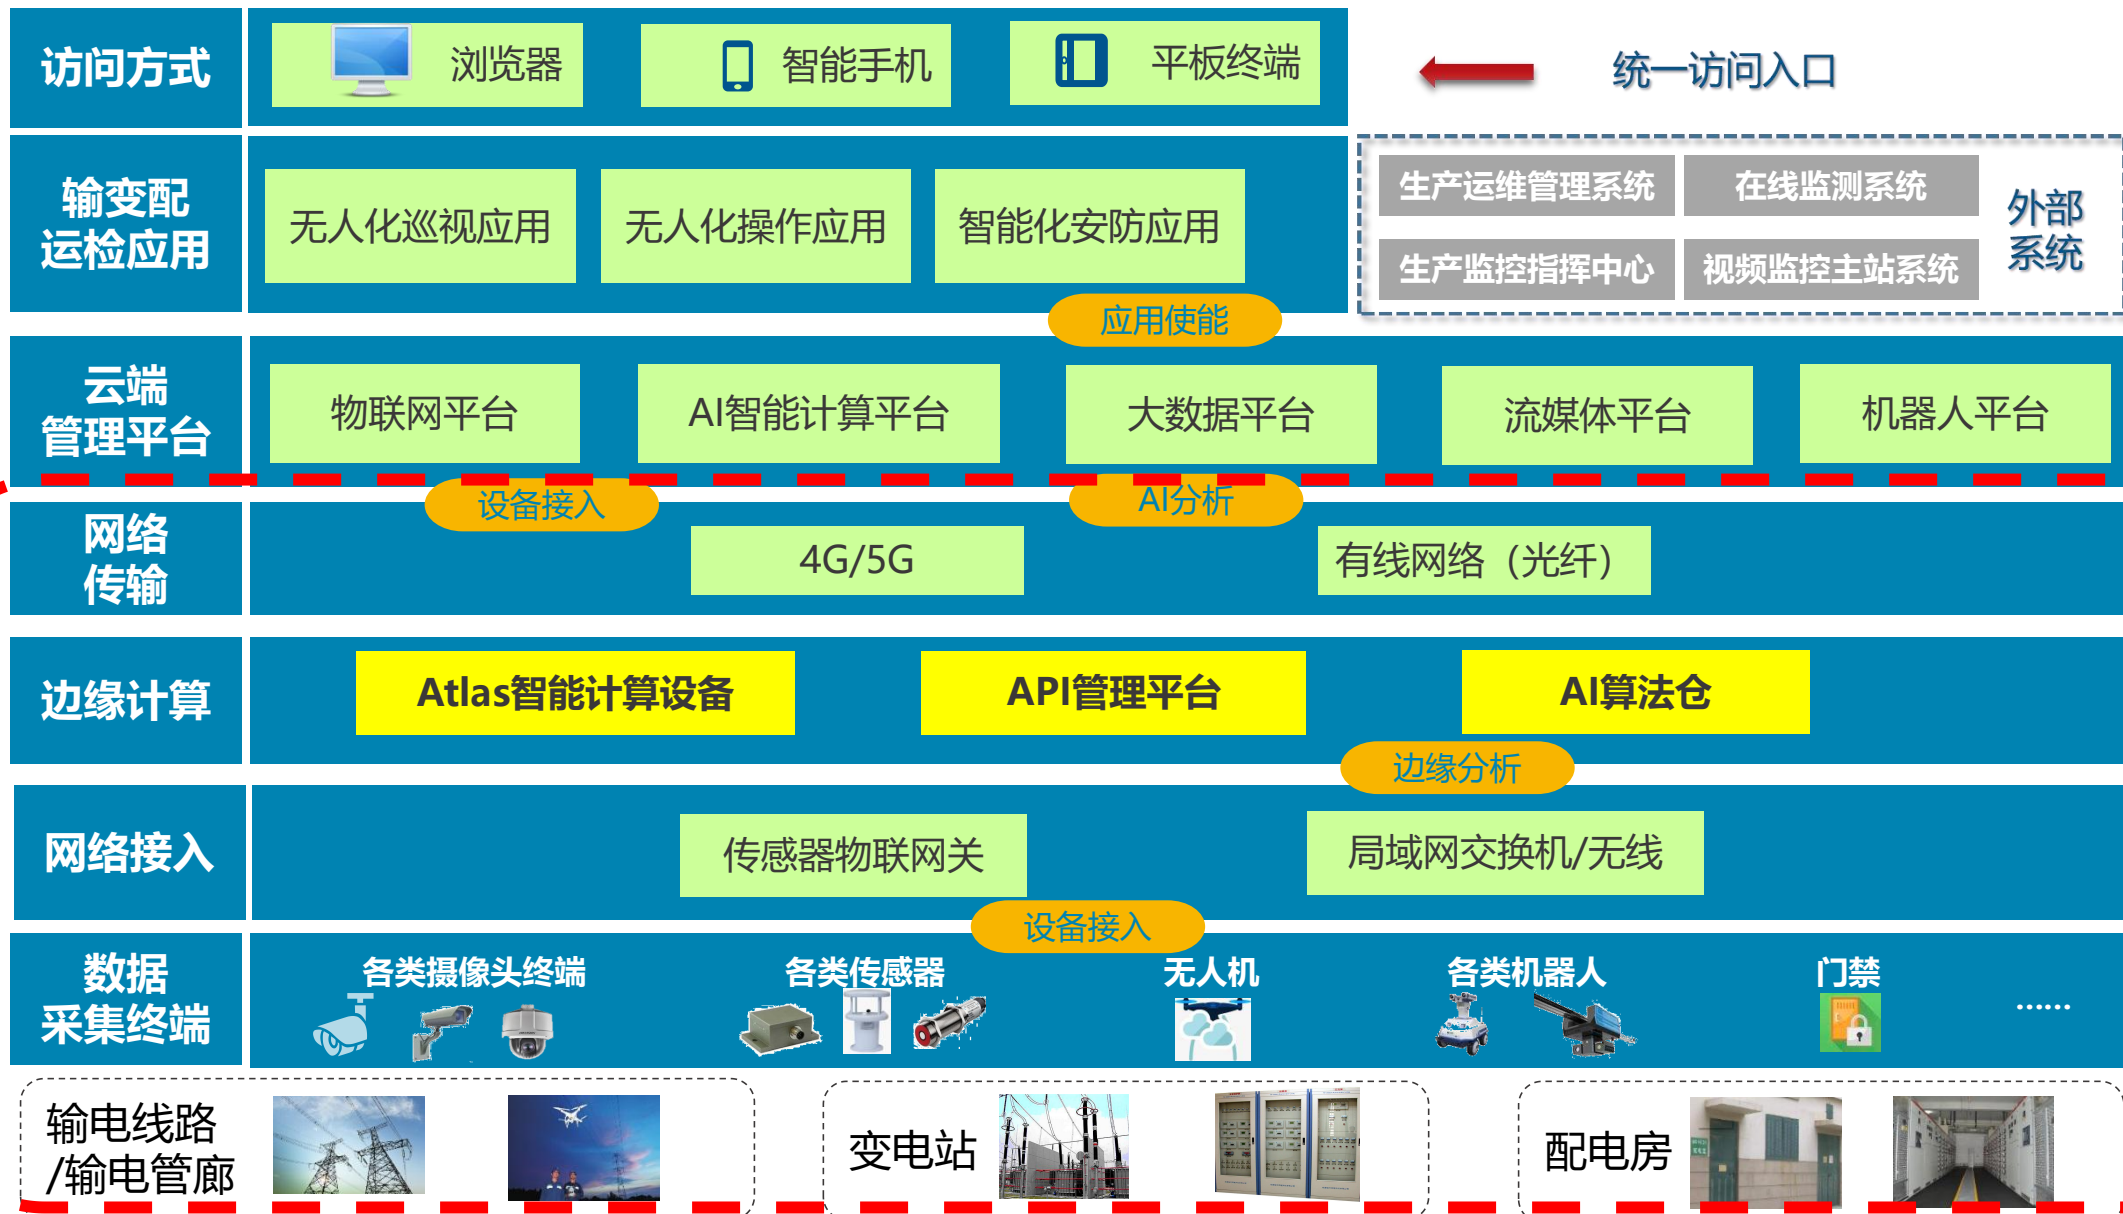 访问方式
浏览器
智能手机
平板终端
统一访问入口
输变配
运检应用
无人化巡视应用
无人化操作应用
智能化安防应用
生产运维管理系统
在线监测系统
生产监控指挥中心
视频监控主站系统
外部
系统
应用使能
云端
管理平台
物联网平台
AI智能计算平台
大数据平台
流媒体平台
机器人平台
设备接入
AI分析
网络
传输
4G/5G
有线网络（光纤）
边缘计算
Atlas智能计算设备
API管理平台
AI算法仓
边缘分析
网络接入
传感器物联网关
局域网交换机/无线
设备接入
数据
采集终端
各类摄像头终端
各类传感器
无人机
各类机器人
门禁
......
输电线路
/输电管廊
变电站
配电房